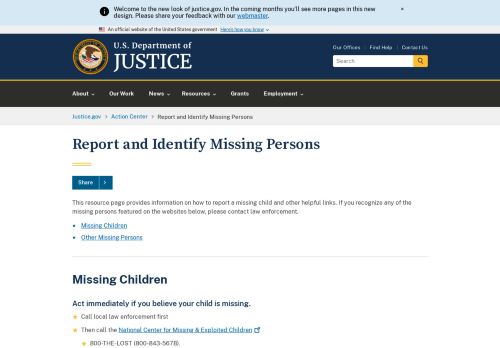 Welcome to the new look of justice.gov. In the coming months you'll see more pages in this new
design. Please share your feedback with our webmaster.
×
An official website of the United States government Here's how you know
U.S. Department of
JUSTICE
Our Offices | Find Help | Contact Us
Search
About Our Work News Resources Grants Employment
Justice.gov > Action Center > Report and Identify Missing Persons
Report and Identify Missing Persons
Share >
This resource page provides information on how to report a missing child and other helpful links. If you recognize any of the
missing persons featured on the websites below, please contact law enforcement.
• Missing Children
• Other Missing Persons
Missing Children
Act immediately if you believe your child is missing.
Call local law enforcement first
Then call the National Center for Missing & Exploited Children
800-THE-LOST (800-843-5678).